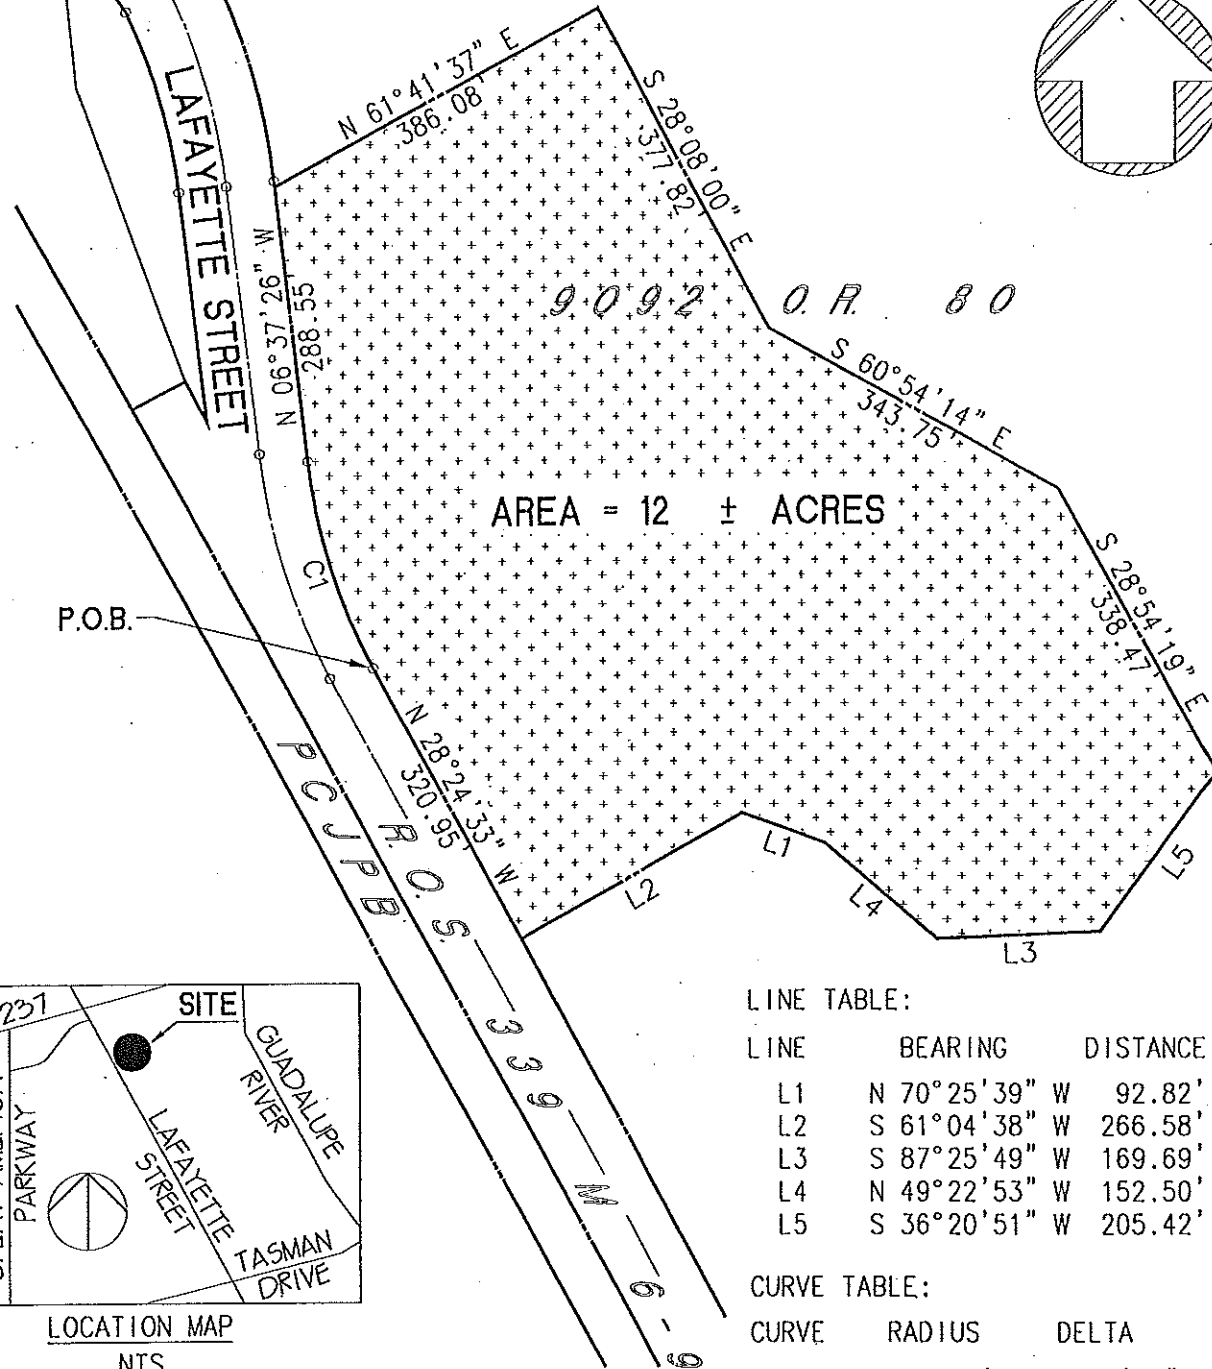 LAFAYETTE STREET
N 61°41'37" E
386.08'
S 28°08'00" E
377.82'
N 06°37'26" W
288.55'
9092 O.R. 80
S 60°54'14" E
343.75'
AREA = 12 ± ACRES
C1
P.O.B.
S 28°54'19" E
338.47'
N 28°24'33" W
320.95'
PCJPB
R.O.S. 339 M 6-9
L1
L2
L4
L3
L5
237
SITE
GUADALUPE
RIVER
PARKWAY
LAFAYETTE
STREET
TASMAN
DRIVE
LOCATION MAP
NTS
LINE TABLE:
LINE BEARING DISTANCE
L1 N 70°25'39" W 92.82'
L2 S 61°04'38" W 266.58'
L3 S 87°25'49" W 169.69'
L4 N 49°22'53" W 152.50'
L5 S 36°20'51" W 205.42'
CURVE TABLE:
CURVE RADIUS DELTA